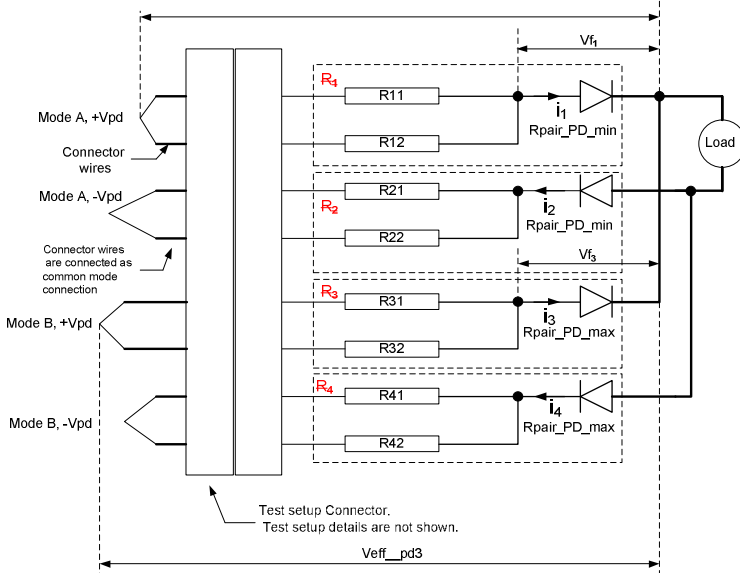 Vf1
R1
R11
i1
Rpair_PD_min
R12
Mode A, +Vpd
Connector
wires
Load
Mode A, -Vpd
R21
R2
i2
Rpair_PD_min
R22
Connector wires
are connected as
common mode
connection
Vf3
R3
R31
i3
Rpair_PD_max
R32
Mode B, +Vpd
R4
R41
i4
Rpair_PD_max
R42
Mode B, -Vpd
Test setup Connector.
Test setup details are not shown.
Veff__pd3